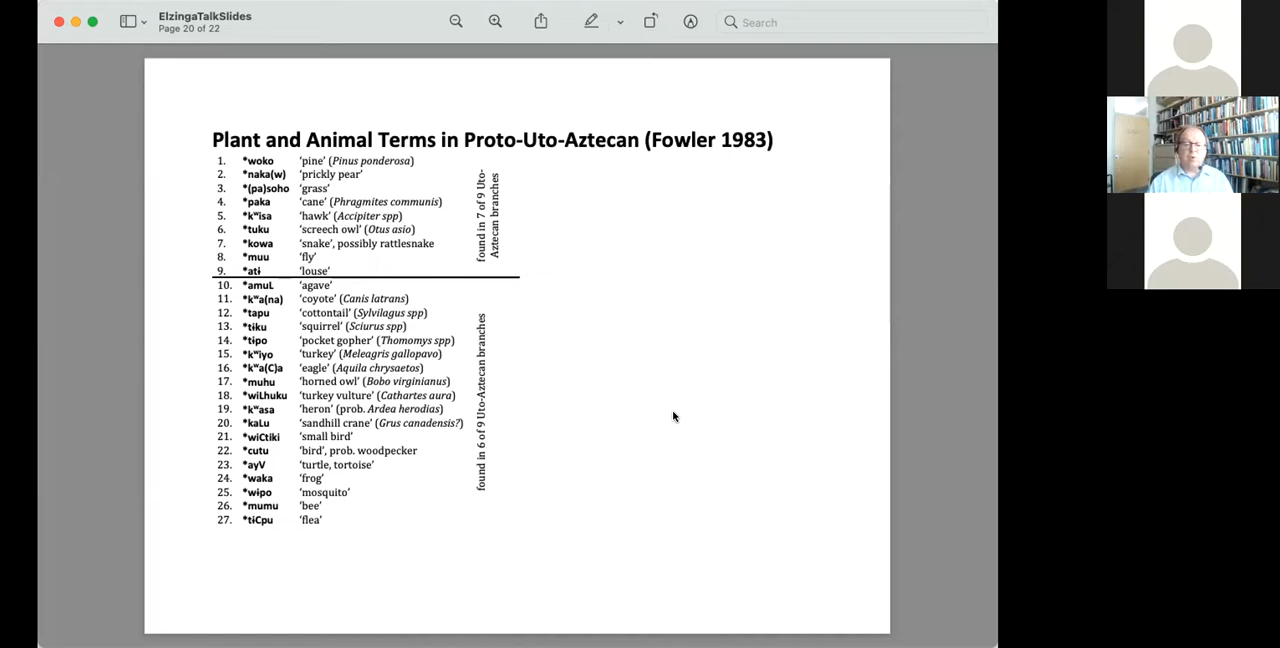 ElzingaTalkSlides
Page 20 of 22
Search
Plant and Animal Terms in Proto-Uto-Aztecan (Fowler 1983)
1. *woko ‘pine’ (Pinus ponderosa)
2. *naka(w) ‘prickly pear’
3. *(pa)soho ‘grass’
4. *paka ‘cane’ (Phragmites communis)
5. *kʷisa ‘hawk’ (Accipiter spp)
6. *tuku ‘screech owl’ (Otus asio)
7. *kowa ‘snake’, possibly rattlesnake
8. *muu ‘fly’
9. *atɨ ‘louse’
found in 7 of 9 Uto-
Aztecan branches
10. *amuL ‘agave’
11. *kʷa(na) ‘coyote’ (Canis latrans)
12. *tapu ‘cottontail’ (Sylvilagus spp)
13. *tɨku ‘squirrel’ (Sciurus spp)
14. *tɨpo ‘pocket gopher’ (Thomomys spp)
15. *kʷiyo ‘turkey’ (Meleagris gallopavo)
16. *kʷa(C)a ‘eagle’ (Aquila chrysaetos)
17. *muhu ‘horned owl’ (Bobo virginianus)
18. *wiLhuku ‘turkey vulture’ (Cathartes aura)
19. *kʷasa ‘heron’ (prob. Ardea herodias)
20. *kaLu ‘sandhill crane’ (Grus canadensis?)
21. *wiCtiki ‘small bird’
22. *cutu ‘bird’, prob. woodpecker
23. *ayV ‘turtle, tortoise’
24. *waka ‘frog’
25. *wɨpo ‘mosquito’
26. *mumu ‘bee’
27. *tɨCpu ‘flea’
found in 6 of 9 Uto-Aztecan branches